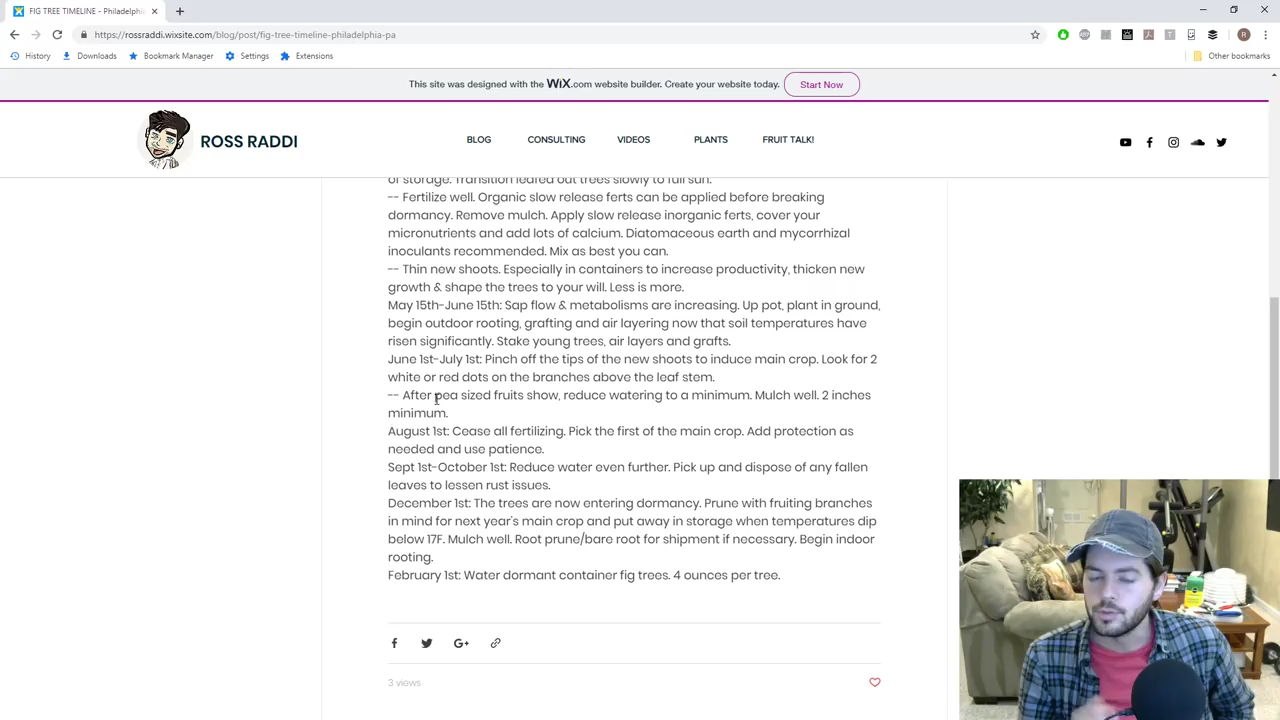 FIG TREE TIMELINE - Philadelphi
https://rossraddi.wixsite.com/blog/post/fig-tree-timeline-philadelphia-pa
R
History Downloads Bookmark Manager Settings Extensions Other bookmarks
This site was designed with the WiX.com website builder. Create your website today. Start Now
ROSS RADDI BLOG CONSULTING VIDEOS PLANTS FRUIT TALK!
of storage. Transition leafed out trees slowly to full sun.
-- Fertilize well. Organic slow release ferts can be applied before breaking
dormancy. Remove mulch. Apply slow release inorganic ferts, cover your
micronutrients and add lots of calcium. Diatomaceous earth and mycorrhizal
inoculants recommended. Mix as best you can.
-- Thin new shoots. Especially in containers to increase productivity, thicken new
growth & shape the trees to your will. Less is more.
May 15th-June 15th: Sap flow & metabolisms are increasing. Up pot, plant in ground,
begin outdoor rooting, grafting and air layering now that soil temperatures have
risen significantly. Stake young trees, air layers and grafts.
June 1st-July 1st: Pinch off the tips of the new shoots to induce main crop. Look for 2
white or red dots on the branches above the leaf stem.
-- After pea sized fruits show, reduce watering to a minimum. Mulch well. 2 inches
minimum.
August 1st: Cease all fertilizing. Pick the first of the main crop. Add protection as
needed and use patience.
Sept 1st-October 1st: Reduce water even further. Pick up and dispose of any fallen
leaves to lessen rust issues.
December 1st: The trees are now entering dormancy. Prune with fruiting branches
in mind for next year's main crop and put away in storage when temperatures dip
below 17F. Mulch well. Root prune/bare root for shipment if necessary. Begin indoor
rooting.
February 1st: Water dormant container fig trees. 4 ounces per tree.
3 views